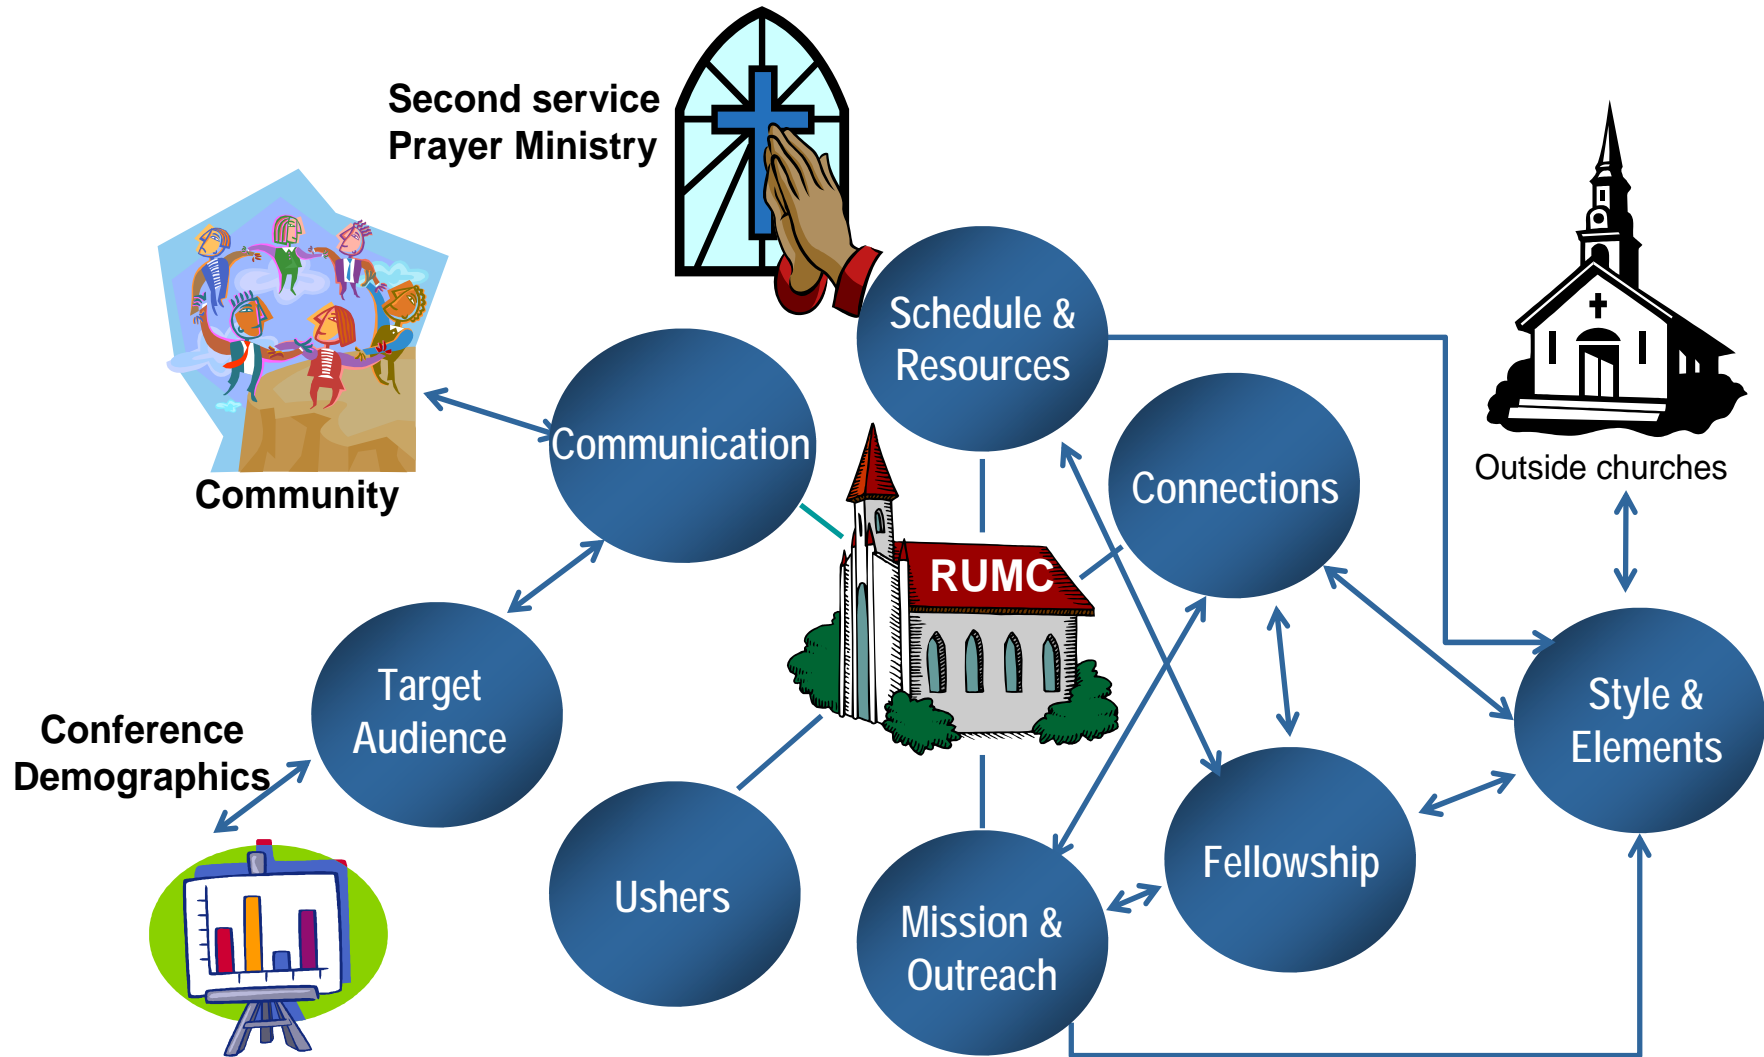 Second service
Prayer Ministry
Schedule &
Resources
Communication
Connections
Outside churches
Community
RUMC
Target
Audience
Style &
Elements
Conference
Demographics
Fellowship
Ushers
Mission &
Outreach